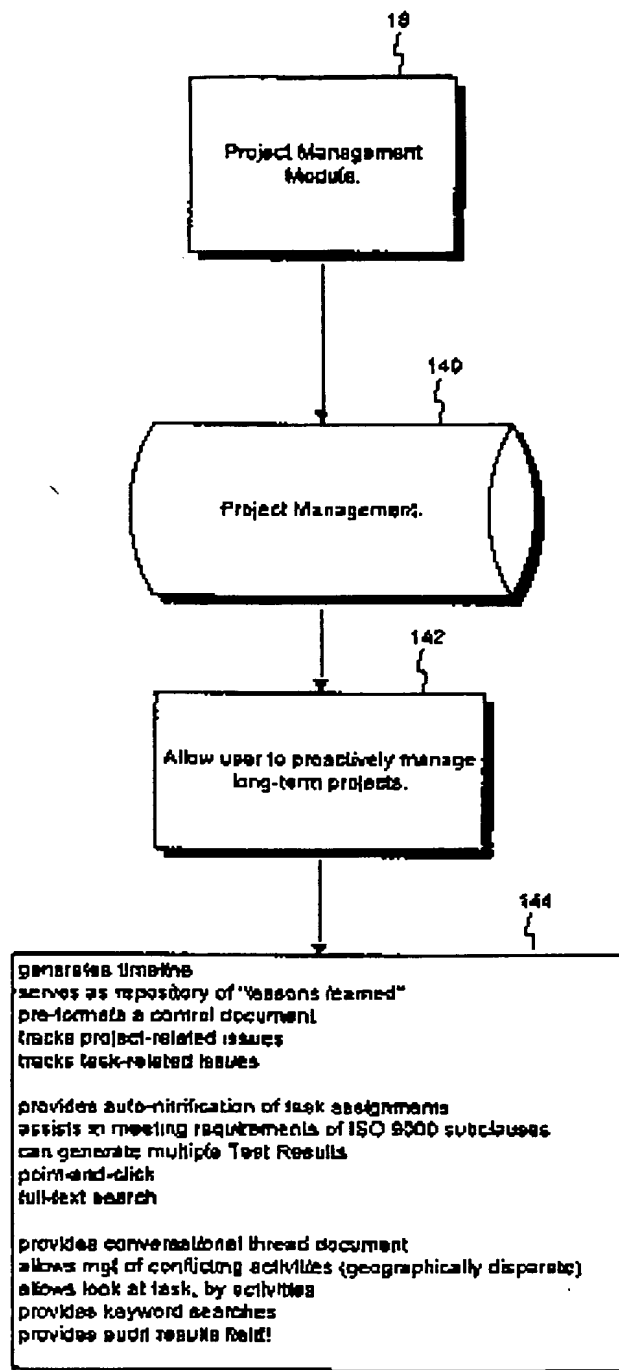 18
Project Management
Module.
140
Project Management.
142
Allow user to proactively manage
long-term projects.
144
generates timeline
serves as repository of "lessons learned"
pre-formats a control document
tracks project-related issues
tracks task-related issues
provides auto-nitrification of task assignments
assists in meeting requirements of ISO 9000 subclauses
can generate multiple Test Results
point-and-click
full-text search
provides conversational thread document
allows mgt of conflicting activities (geographically disparate)
allows look at task, by activities
provides keyword searches
provides audit results field!